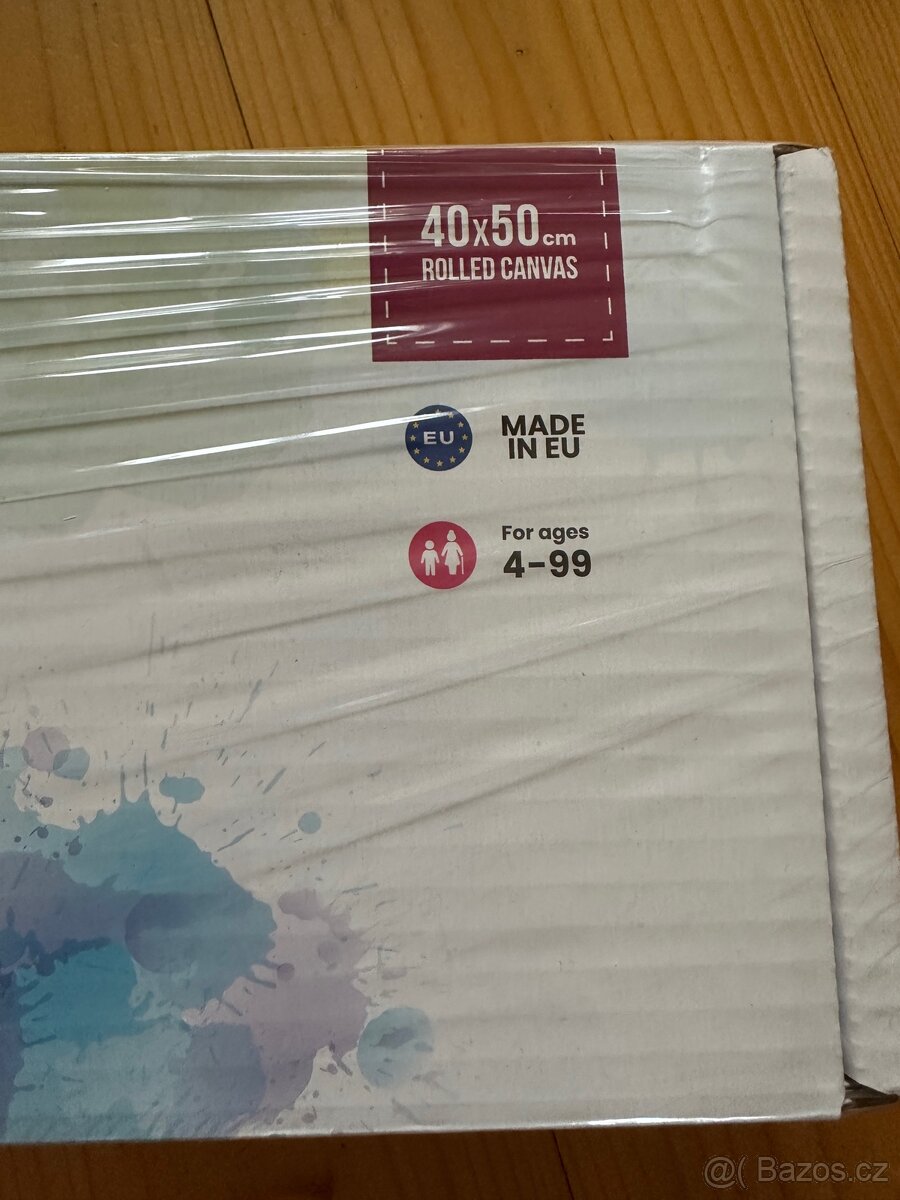 40x50cm
ROLLED CANVAS
EU
MADE
IN EU
For ages
4-99
@( Bazos.cz